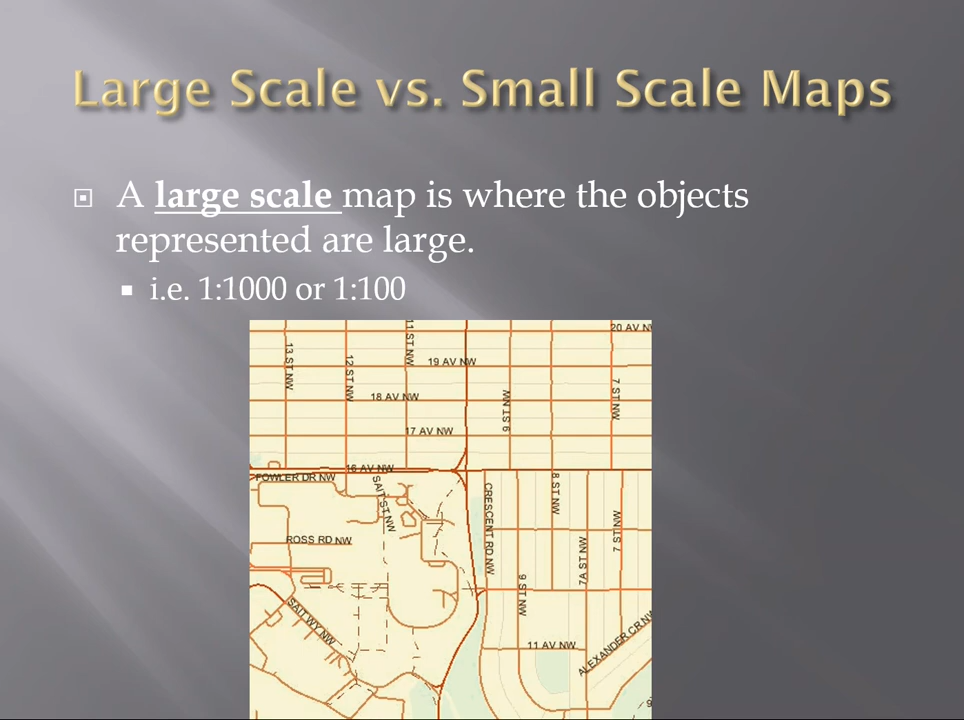 Large Scale vs. Small Scale Maps
A large scale map is where the objects
represented are large.
i.e. 1:1000 or 1:100
20 AV N
11 ST NW
13 ST NW
12 ST NW
19 AV NW
7 ST NW
18 AV NW
9 ST NW
17 AV NW
16 AV NW
FOWLER DR NW
SAIT ST NW
8 ST NW
CRESCENT RD NW
7 ST NW
ROSS RD NW
7A ST NW
9 ST NW
SAIT WY NW
ALEXANDER CR NW
11 AV NW
9